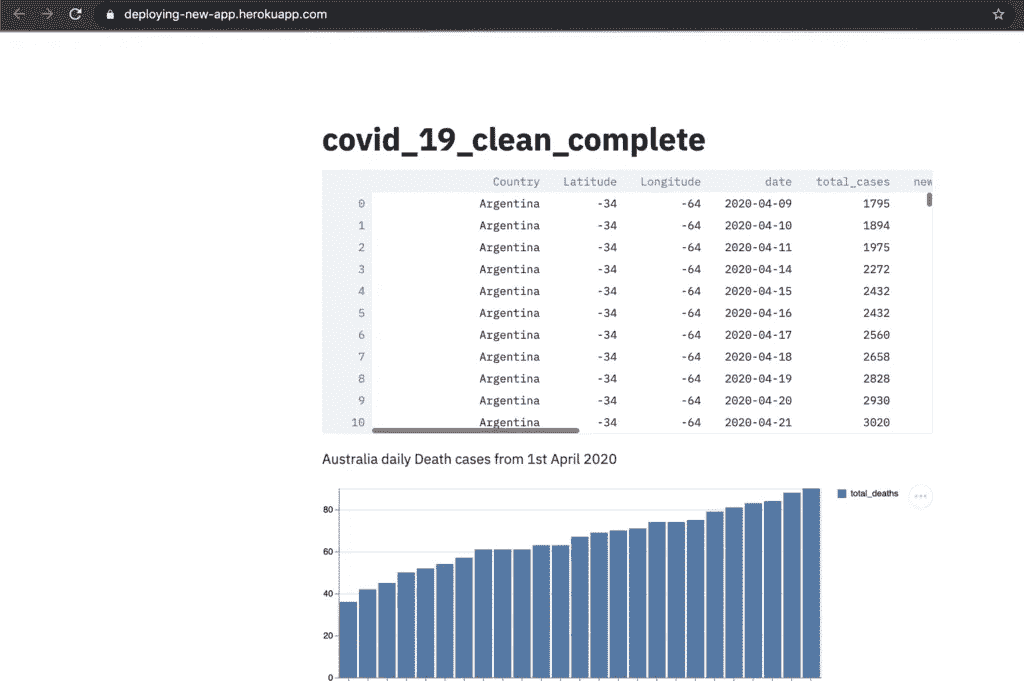 deploying-new-app.herokuapp.com
covid_19_clean_complete
Country Latitude Longitude date total_cases new
0 Argentina -34 -64 2020-04-09 1795
1 Argentina -34 -64 2020-04-10 1894
2 Argentina -34 -64 2020-04-11 1975
3 Argentina -34 -64 2020-04-14 2272
4 Argentina -34 -64 2020-04-15 2432
5 Argentina -34 -64 2020-04-16 2432
6 Argentina -34 -64 2020-04-17 2560
7 Argentina -34 -64 2020-04-18 2658
8 Argentina -34 -64 2020-04-19 2828
9 Argentina -34 -64 2020-04-20 2930
10 Argentina -34 -64 2020-04-21 3020
Australia daily Death cases from 1st April 2020
total_deaths
80
60
40
20
0